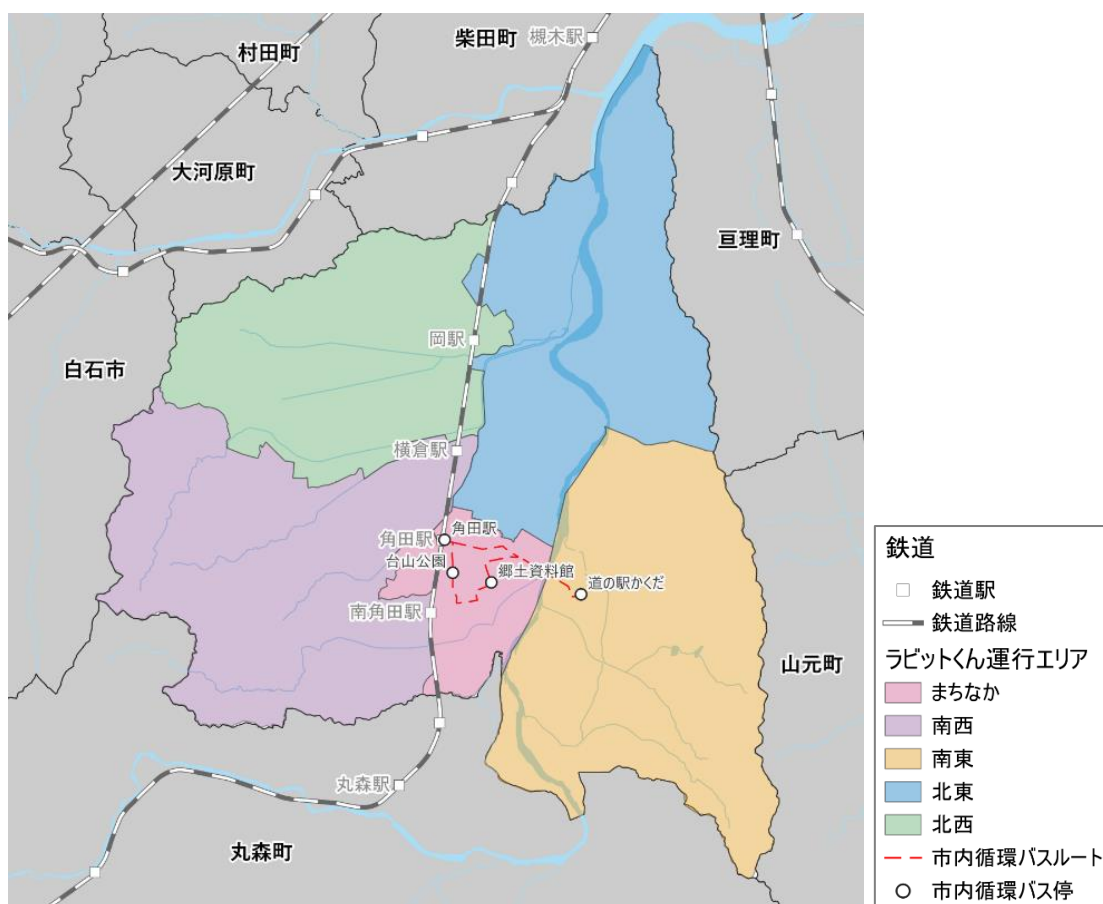 柴田町
槻木駅
村田町
大河原町
亘理町
岡駅
白石市
横倉駅
角田駅
角田駅
台山公園
郷土資料館
道の駅かくだ
南角田駅
山元町
丸森駅
丸森町
鉄道
鉄道駅
鉄道路線
ラビットくん運行エリア
まちなか
南西
南東
北東
北西
市内循環バスルート
市内循環バス停